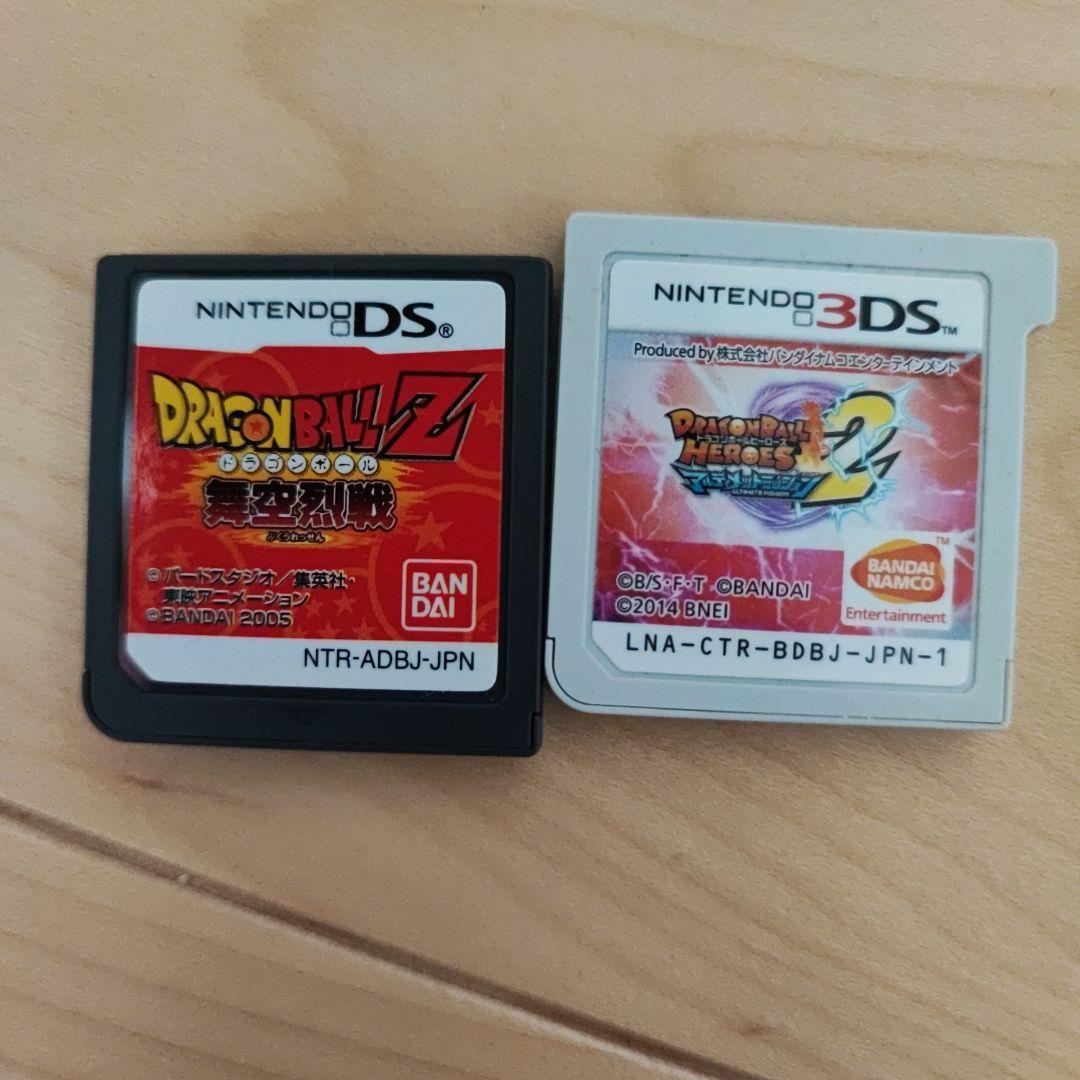 NINTENDO DS®
DRAGON BALL Z
ドラゴンボール
舞空烈戦
ぶくうれっせん
©バードスタジオ/集英社・
東映アニメーション
©BANDAI 2005
BAN
DAI
NTR-ADBJ-JPN
NINTENDO 3DS™
Produced by 株式会社バンダイナムコエンターテインメント
DRAGON BALL
ドラゴンボールヒーローズ
HEROES
アルティメットミッション2
ULTIMATE MISSION
©B/S・F・T ©BANDAI
©2014 BNEI
BANDAI
NAMCO
™
Entertainment
LNA-CTR-BDBJ-JPN-1